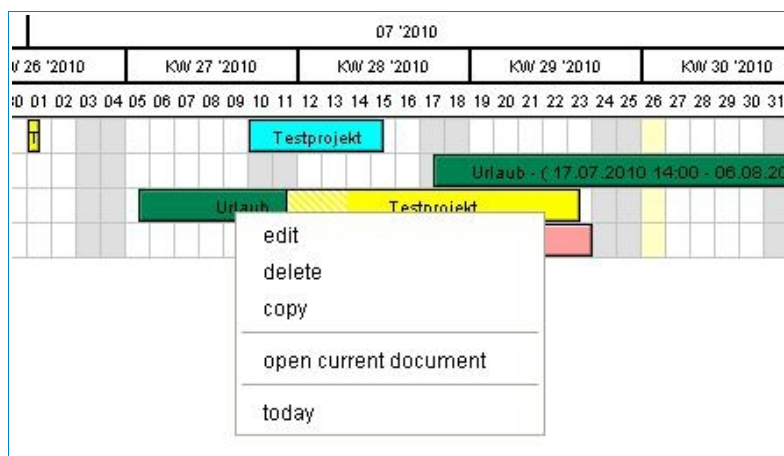 07 '2010
26 '2010 KW 27 '2010 KW 28 '2010 KW 29 '2010 KW 30 '2010
01 02 03 04 05 06 07 08 09 10 11 12 13 14 15 16 17 18 19 20 21 22 23 24 25 26 27 28 29 30 31
T Testprojekt
Urlaub - ( 17.07.2010 14:00 - 06.08.20
Urlaub Testprojekt
edit
delete
copy
open current document
today